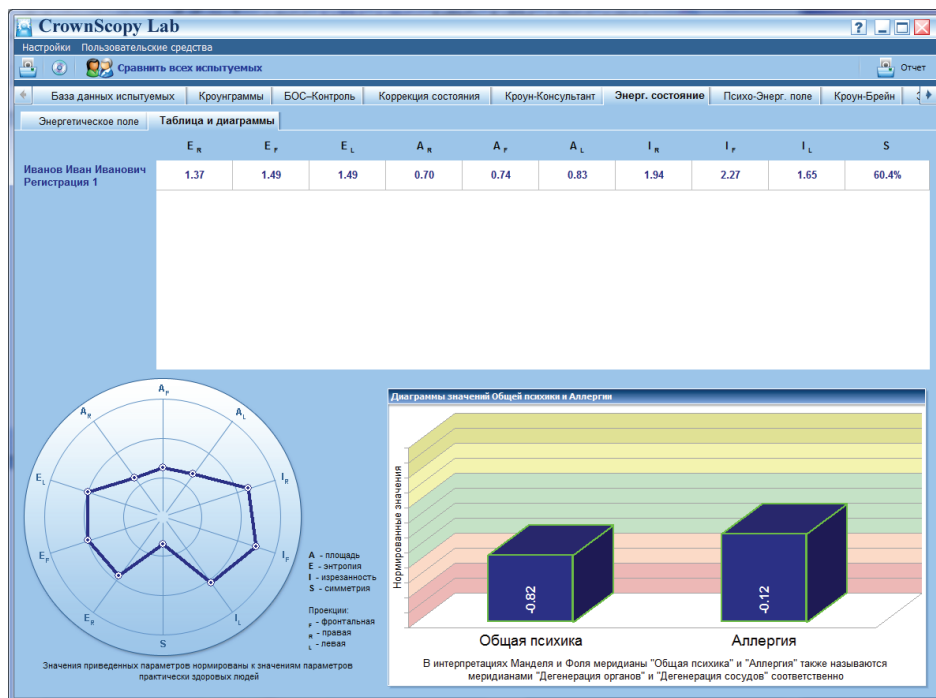 CrownScopy Lab
?
Настройки Пользовательские средства
Сравнить всех испытуемых Отчет
База данных испытуемых Кроунграммы БОС–Контроль Коррекция состояния Кроун-Консультант Энерг. состояние Психо-Энерг. поле Кроун-Брейн
Энергетическое поле Таблица и диаграммы
E R E F E L A R A F A L I R I F I L S
Иванов Иван Иванович
Регистрация 1
1.37 1.49 1.49 0.70 0.74 0.83 1.94 2.27 1.65 60.4%
A F
A R A L
E L I R
E F I F
E R I L
S
A - площадь
E - энтропия
I - изрезанность
S - симметрия
Проекции:
F - фронтальная
R - правая
L - левая
Значения приведенных параметров нормированы к значениям параметров
практически здоровых людей
Диаграммы значений Общей психики и Аллергии
Нормированные значения
-0.82 -0.12
Общая психика Аллергия
В интерпретациях Манделя и Фоля меридианы "Общая психика" и "Аллергия" также называются
меридианами "Дегенерация органов" и "Дегенерация сосудов" соответственно